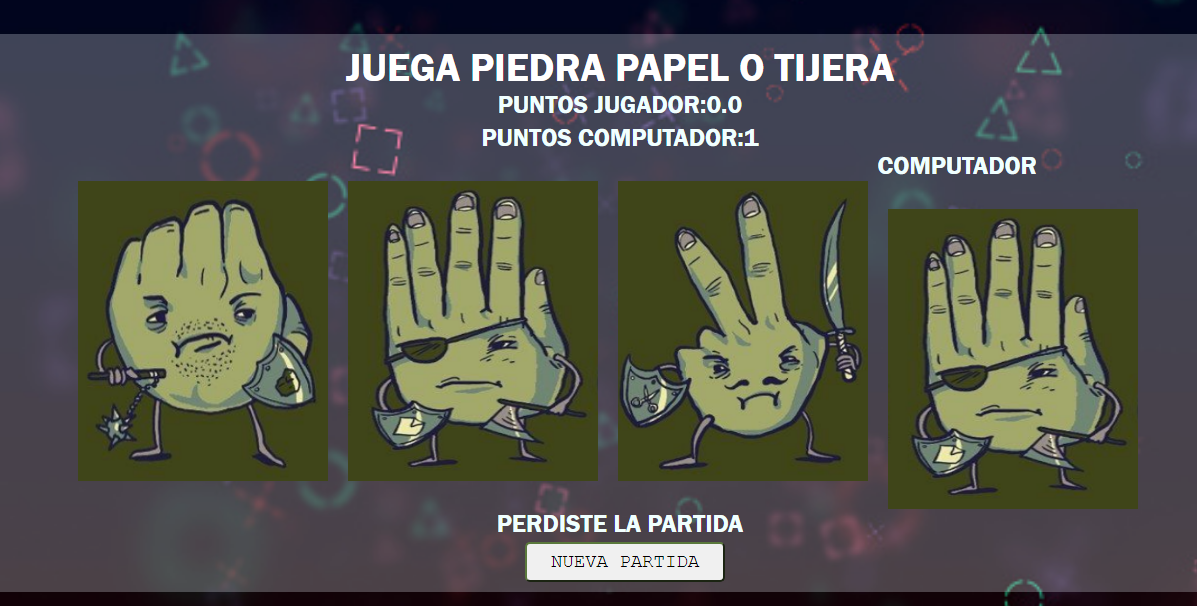 JUEGA PIEDRA PAPEL O TIJERA
PUNTOS JUGADOR:0.0
PUNTOS COMPUTADOR:1
COMPUTADOR
PERDISTE LA PARTIDA
NUEVA PARTIDA